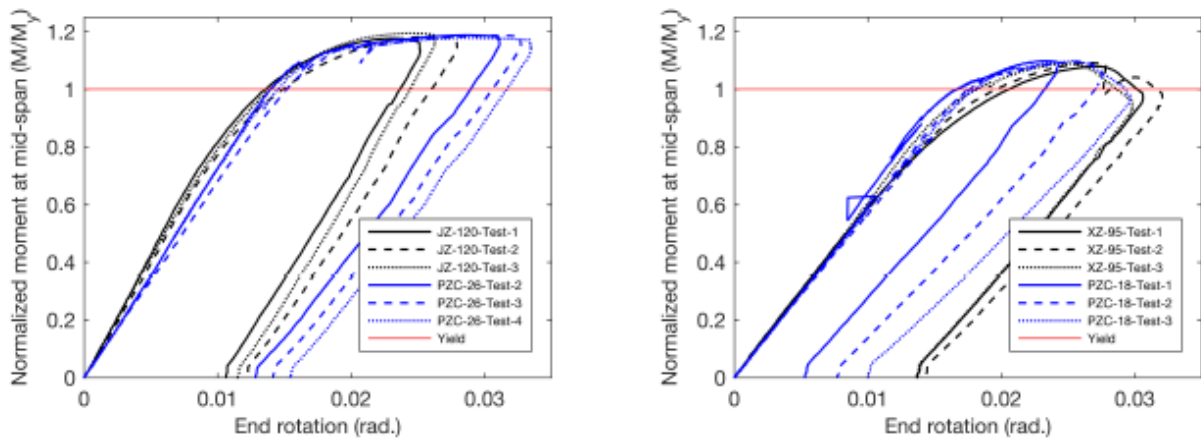 Normalized moment at mid-span (M/My)
1.2
1
0.8
0.6
0.4
0.2
0
JZ-120-Test-1
JZ-120-Test-2
JZ-120-Test-3
PZC-26-Test-2
PZC-26-Test-3
PZC-26-Test-4
Yield
0 0.01 0.02 0.03
End rotation (rad.)
Normalized moment at mid-span (M/My)
1.2
1
0.8
0.6
0.4
0.2
0
XZ-95-Test-1
XZ-95-Test-2
XZ-95-Test-3
PZC-18-Test-1
PZC-18-Test-2
PZC-18-Test-3
Yield
0 0.01 0.02 0.03
End rotation (rad.)